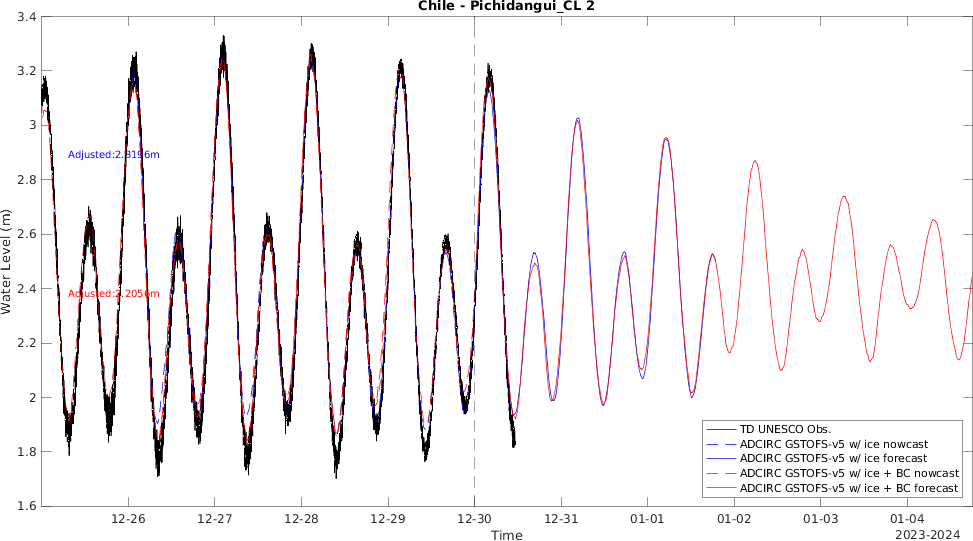 Chile - Pichidangui_CL 2
3.4
3.2
3
2.8
2.6
2.4
2.2
2
1.8
1.6
Water Level (m)
Adjusted:2.8196m
Adjusted:2.2056m
TD UNESCO Obs.
ADCIRC GSTOFS-v5 w/ ice nowcast
ADCIRC GSTOFS-v5 w/ ice forecast
ADCIRC GSTOFS-v5 w/ ice + BC nowcast
ADCIRC GSTOFS-v5 w/ ice + BC forecast
12-26 12-27 12-28 12-29 12-30 12-31 01-01 01-02 01-03 01-04
Time
2023-2024